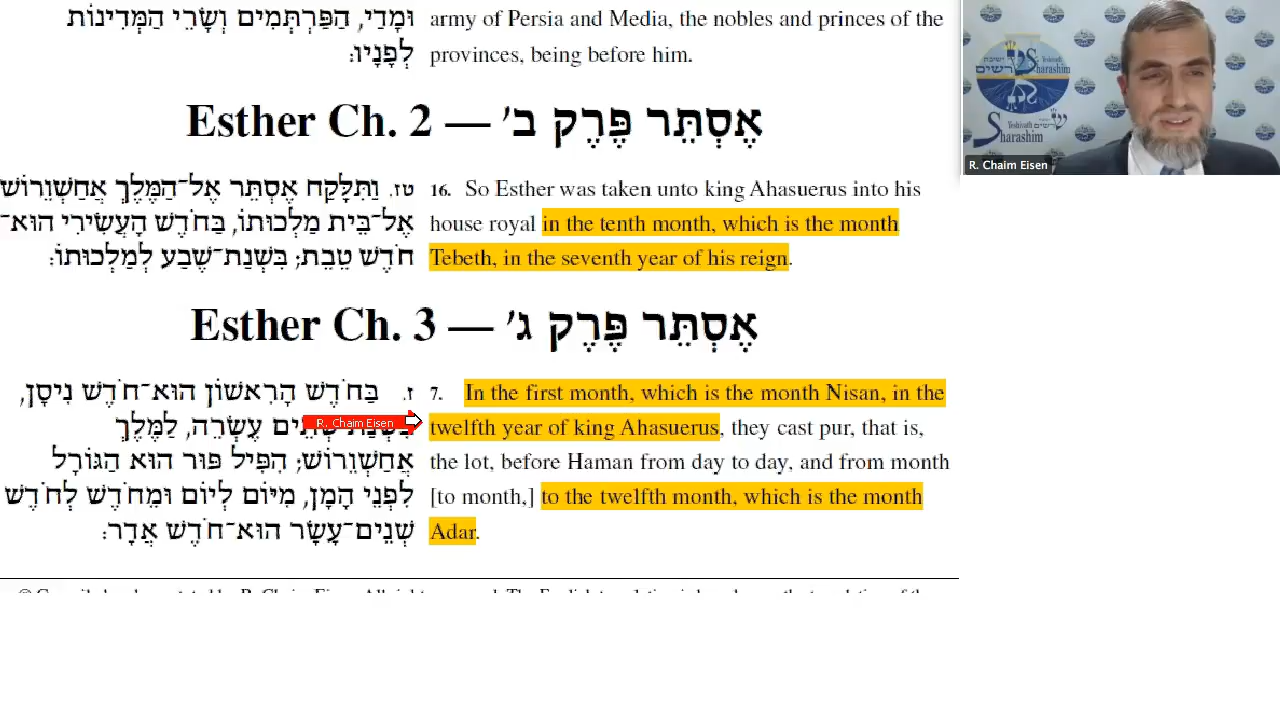 וּמָדַי, הַפַּרְתְּמִים וְשָׂרֵי הַמְּדִינוֹת
לְפָנָיו:
army of Persia and Media, the nobles and princes of the
provinces, being before him.
Esther Ch. 2 — אֶסְתֵּר פֶּרֶק ב׳
טז. וַתִּלָּקַח אֶסְתֵּר אֶל־הַמֶּלֶךְ אֲחַשְׁוֵרוֹשׁ
אֶל־בֵּית מַלְכוּתוֹ, בַּחֹדֶשׁ הָעֲשִׂירִי הוּא־
חֹדֶשׁ טֵבֵת; בִּשְׁנַת־שֶׁבַע לְמַלְכוּתוֹ:
16. So Esther was taken unto king Ahasuerus into his
house royal in the tenth month, which is the month
Tebeth, in the seventh year of his reign.
Esther Ch. 3 — אֶסְתֵּר פֶּרֶק ג׳
ז. בַּחֹדֶשׁ הָרִאשׁוֹן הוּא־חֹדֶשׁ נִיסָן,
עֶשְׂרֵה, לַמֶּלֶךְ
אֲחַשְׁוֵרוֹשׁ; הִפִּיל פּוּר הוּא הַגּוֹרָל
לִפְנֵי הָמָן, מִיּוֹם לְיוֹם וּמֵחֹדֶשׁ לְחֹדֶשׁ
שְׁנֵים־עָשָׂר הוּא־חֹדֶשׁ אֲדָר:
R. Chaim Eisen
7. In the first month, which is the month Nisan, in the
twelfth year of king Ahasuerus, they cast pur, that is,
the lot, before Haman from day to day, and from month
[to month,] to the twelfth month, which is the month
Adar.
ישיבת
שרשים
Sharashim
Yeshivath
שרשים
Sharashim
R. Chaim Eisen